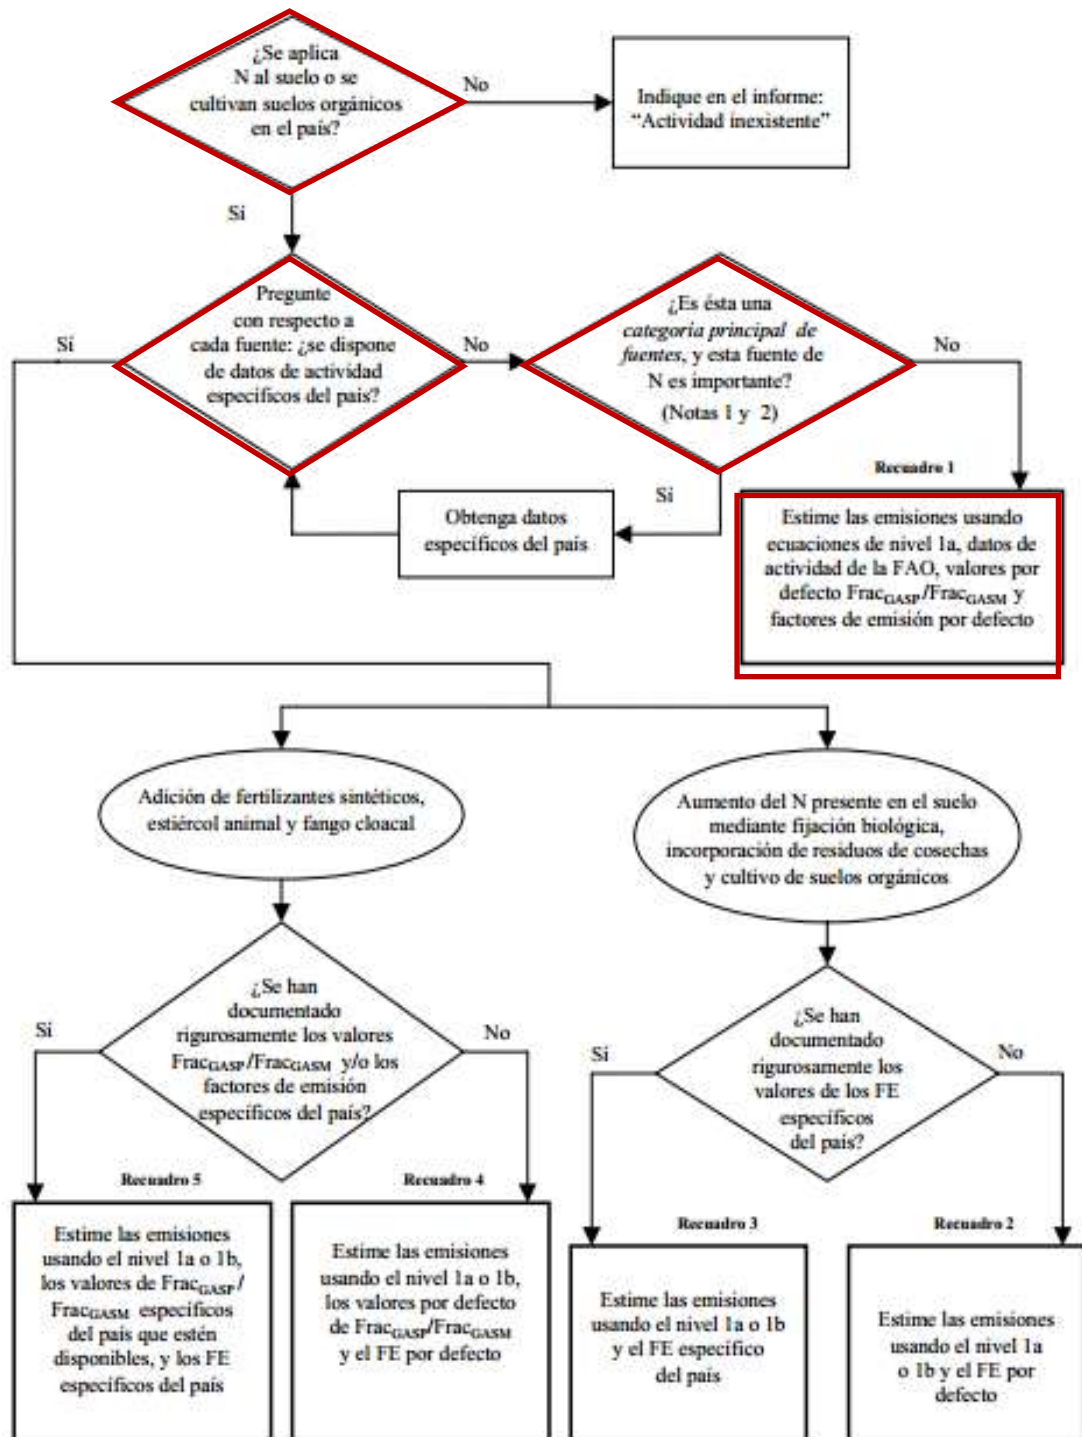 ¿Se aplica
N al suelo o se
cultivan suelos orgánicos
en el país?
No
Indique en el informe:
“Actividad inexistente”
Sí
Pregunte
con respecto a
cada fuente: ¿se dispone
de datos de actividad
específicos del país?
Sí
No
¿Es ésta una
categoría principal de
fuentes, y esta fuente de
N es importante?
(Notas 1 y 2)
No
Sí
Obtenga datos
específicos del país
Recuadro 1
Estime las emisiones usando
ecuaciones de nivel 1a, datos de
actividad de la FAO, valores por
defecto FracGASP/FracGASM y
factores de emisión por defecto
Adición de fertilizantes sintéticos,
estiércol animal y fango cloacal
Aumento del N presente en el suelo
mediante fijación biológica,
incorporación de residuos de cosechas
y cultivo de suelos orgánicos
¿Se han
documentado
rigurosamente los valores
FracGASP/FracGASM y/o los
factores de emisión
específicos del país?
Sí
No
¿Se han
documentado
rigurosamente los
valores de los FE
específicos
del país?
Sí
No
Recuadro 5
Estime las emisiones
usando el nivel 1a o 1b,
los valores de FracGASP/
FracGASM específicos
del país que estén
disponibles, y los FE
específicos del país
Recuadro 4
Estime las emisiones
usando el nivel 1a o 1b,
los valores por defecto
de FracGASP/FracGASM
y el FE por defecto
Recuadro 3
Estime las emisiones
usando el nivel 1a o 1b
y el FE específico
del país
Recuadro 2
Estime las emisiones
usando el nivel 1a
o 1b y el FE por
defecto